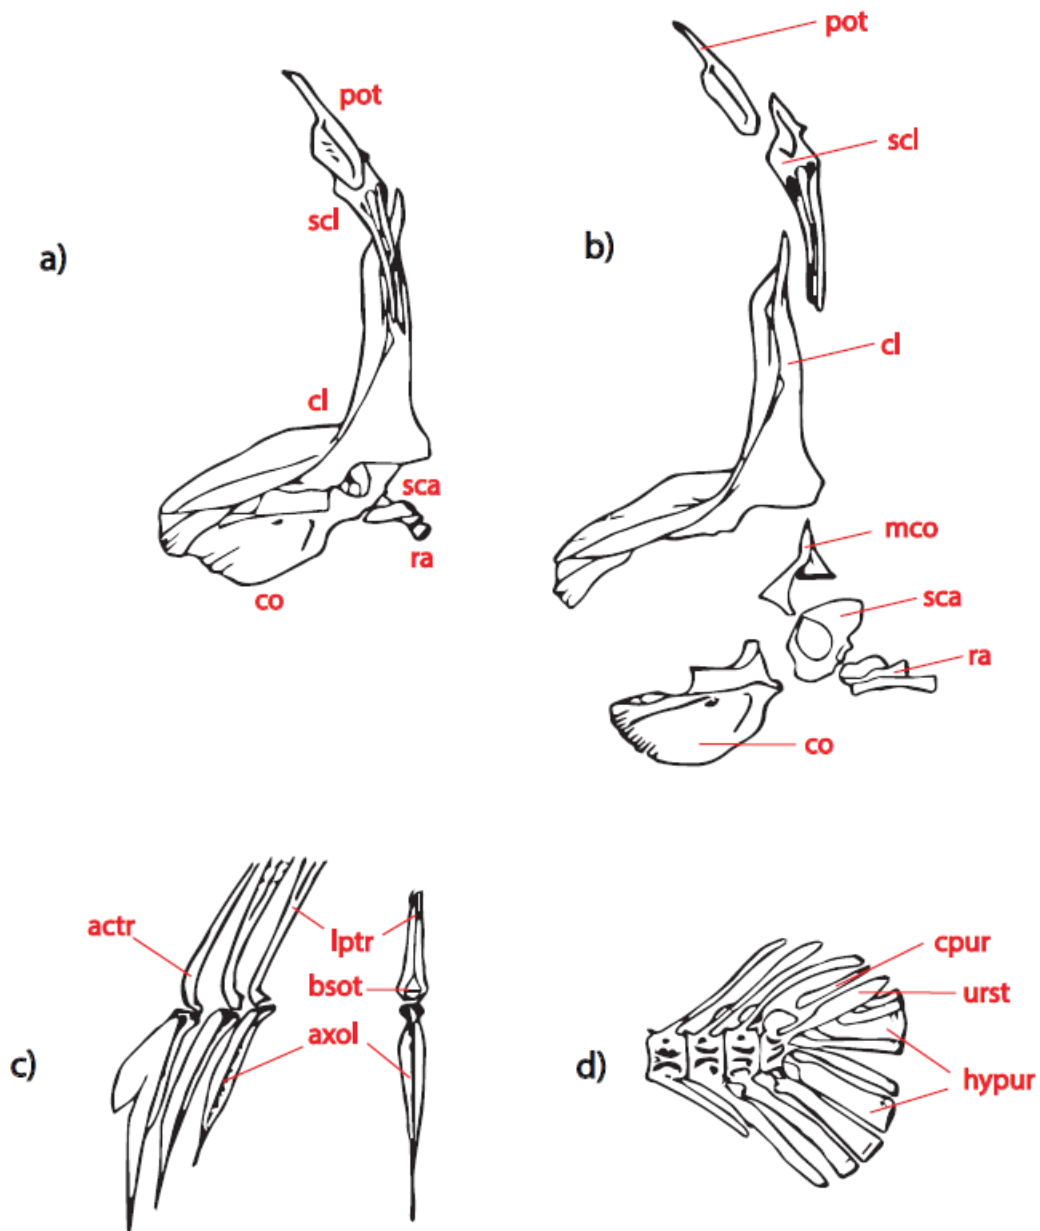 pot
scl
a)
cl
sca
ra
co
pot
scl
b)
cl
mco
sca
ra
co
actr
lptr
bsot
axol
c)
cpur
urst
d)
hypur